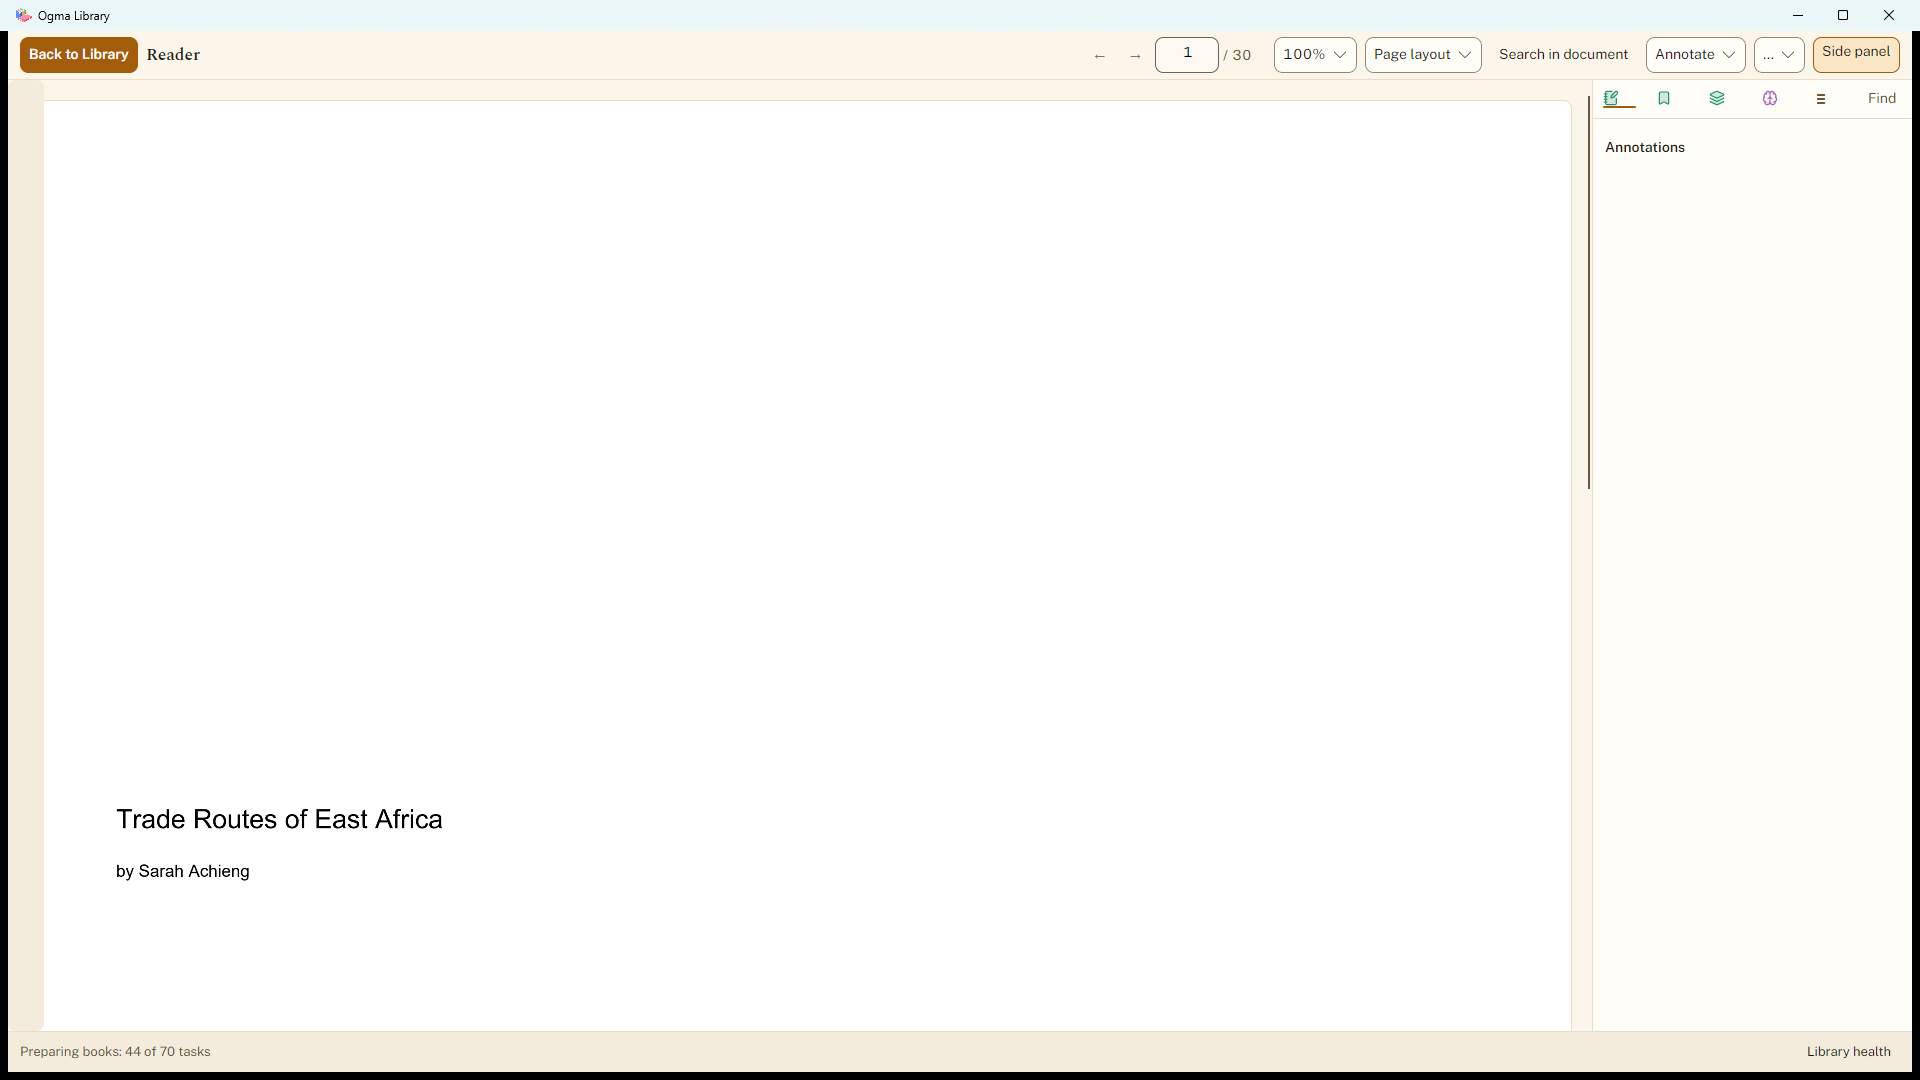 Ogma Library
Back to Library Reader ← → 1 / 30 100% Page layout Search in document Annotate ... Side panel
Find
Annotations
Trade Routes of East Africa
by Sarah Achieng
Preparing books: 44 of 70 tasks Library health